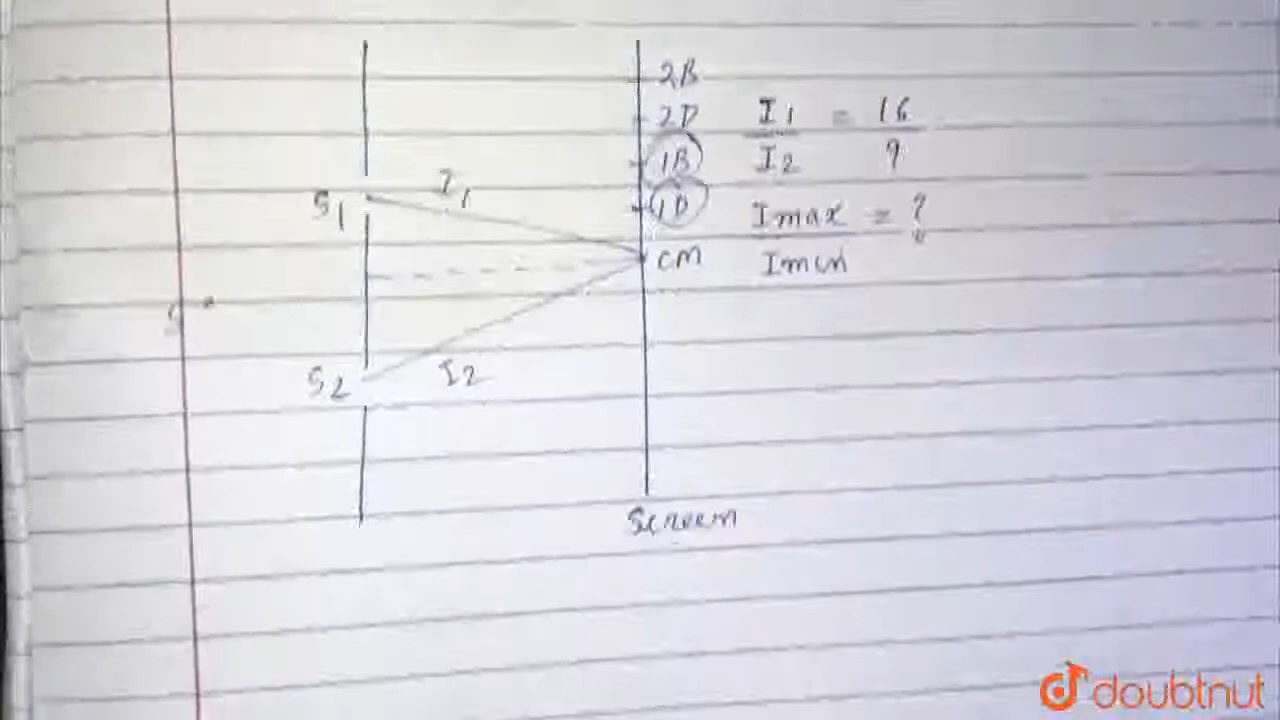 2B
2D
I1 = 16
1B
I2 9
S1
I1
1D
Imax = ?
CM
Imin
S
S2
I2
Screen
doubtnut